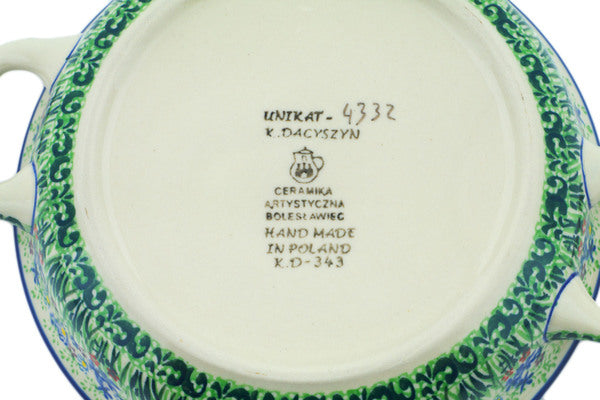 UNIKAT - 4332
K. DACYSZYN
CERAMIKA
ARTYSTYCZNA
BOLESŁAWIEC
HAND MADE
IN POLAND
K.D-343